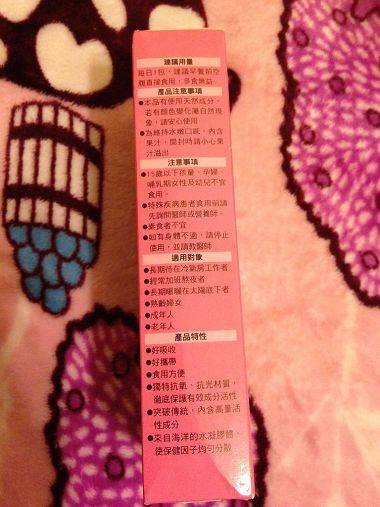 建議用量
每日1包，建議早餐前空
腹直接食用，多食無益
產品注意事項
●本品有使用天然成分，
若有顏色變化屬自然現
象，請安心使用
●為維持水嫩口感，內含
果汁，開封時請小心果
汁溢出
注意事項
●15歲以下孩童、孕婦、
哺乳期女性及幼兒不宜
食用。
●特殊疾病患者食用前請
先詢問醫師或營養師。
●素食者不宜
●如有身體不適，請停止
使用，並請教醫師
適用對象
●長期待在冷氣房工作者
●經常加班熬夜者
●長期曝曬在太陽底下者
●熟齡婦女
●成年人
●老年人
產品特性
●好吸收
●好攜帶
●食用方便
●獨特抗氧、抗光材質，
徹底保護有效成分活性
●突破傳統，內含高量活
性成分
●來自海洋的水凝膠體，
使保健因子均勻分散